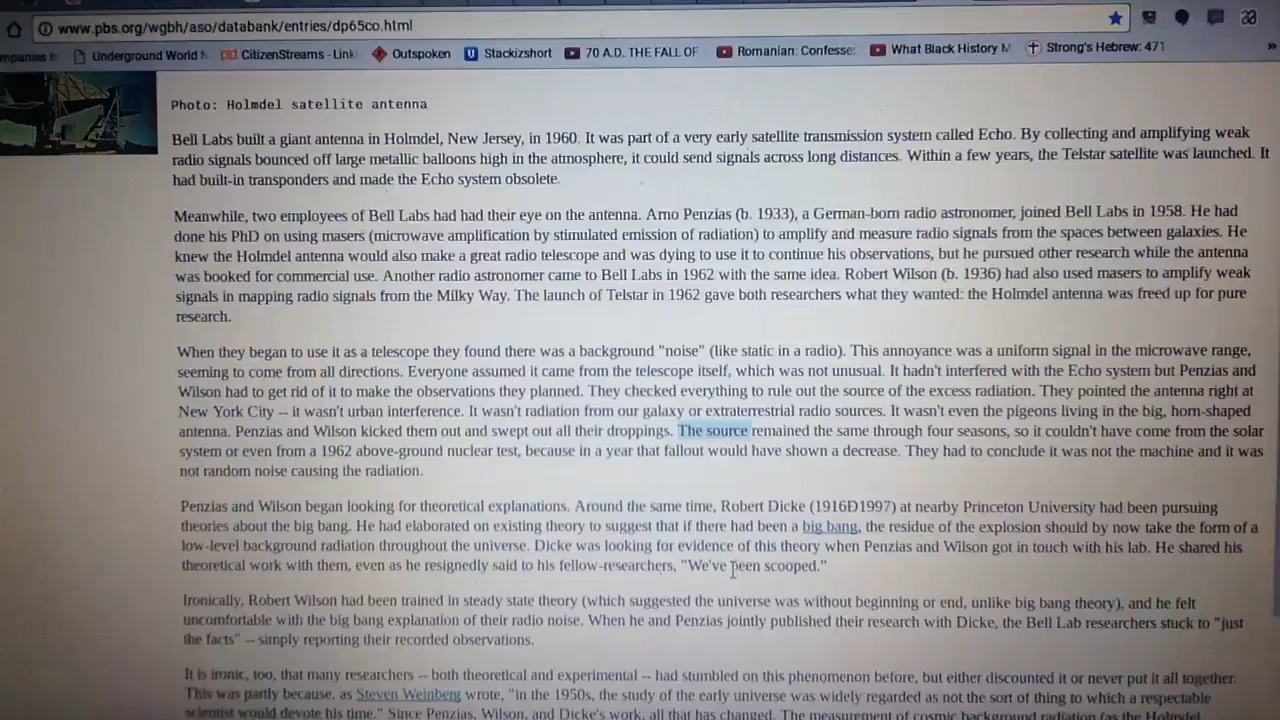 www.pbs.org/wgbh/aso/databank/entries/dp65co.html
Underground World CitizenStreams - Link Outspoken Stackizshort 70 A.D. THE FALL OF Romanian: Confesse: What Black History M Strong's Hebrew: 471 »
Photo: Holmdel satellite antenna
Bell Labs built a giant antenna in Holmdel, New Jersey, in 1960. It was part of a very early satellite transmission system called Echo. By collecting and amplifying weak
radio signals bounced off large metallic balloons high in the atmosphere, it could send signals across long distances. Within a few years, the Telstar satellite was launched. It
had built-in transponders and made the Echo system obsolete.
Meanwhile, two employees of Bell Labs had had their eye on the antenna. Arno Penzias (b. 1933), a German-born radio astronomer, joined Bell Labs in 1958. He had
done his PhD on using masers (microwave amplification by stimulated emission of radiation) to amplify and measure radio signals from the spaces between galaxies. He
knew the Holmdel antenna would also make a great radio telescope and was dying to use it to continue his observations, but he pursued other research while the antenna
was booked for commercial use. Another radio astronomer came to Bell Labs in 1962 with the same idea. Robert Wilson (b. 1936) had also used masers to amplify weak
signals in mapping radio signals from the Milky Way. The launch of Telstar in 1962 gave both researchers what they wanted: the Holmdel antenna was freed up for pure
research.
When they began to use it as a telescope they found there was a background "noise" (like static in a radio). This annoyance was a uniform signal in the microwave range,
seeming to come from all directions. Everyone assumed it came from the telescope itself, which was not unusual. It hadn't interfered with the Echo system but Penzias and
Wilson had to get rid of it to make the observations they planned. They checked everything to rule out the source of the excess radiation. They pointed the antenna right at
New York City -- it wasn't urban interference. It wasn't radiation from our galaxy or extraterrestrial radio sources. It wasn't even the pigeons living in the big, horn-shaped
antenna. Penzias and Wilson kicked them out and swept out all their droppings. The source remained the same through four seasons, so it couldn't have come from the solar
system or even from a 1962 above-ground nuclear test, because in a year that fallout would have shown a decrease. They had to conclude it was not the machine and it was
not random noise causing the radiation.
Penzias and Wilson began looking for theoretical explanations. Around the same time, Robert Dicke (1916Ð1997) at nearby Princeton University had been pursuing
theories about the big bang. He had elaborated on existing theory to suggest that if there had been a big bang, the residue of the explosion should by now take the form of a
low-level background radiation throughout the universe. Dicke was looking for evidence of this theory when Penzias and Wilson got in touch with his lab. He shared his
theoretical work with them, even as he resignedly said to his fellow-researchers, "We've been scooped."
Ironically, Robert Wilson had been trained in steady state theory (which suggested the universe was without beginning or end, unlike big bang theory), and he felt
uncomfortable with the big bang explanation of their radio noise. When he and Penzias jointly published their research with Dicke, the Bell Lab researchers stuck to "just
the facts" -- simply reporting their recorded observations.
It is ironic, too, that many researchers -- both theoretical and experimental -- had stumbled on this phenomenon before, but either discounted it or never put it all together.
This was partly because, as Steven Weinberg wrote, "in the 1950s, the study of the early universe was widely regarded as not the sort of thing to which a respectable
scientist would devote his time." Since Penzias, Wilson, and Dicke's work, all that has changed. The measurement of cosmic background radiation (as the Holmdel